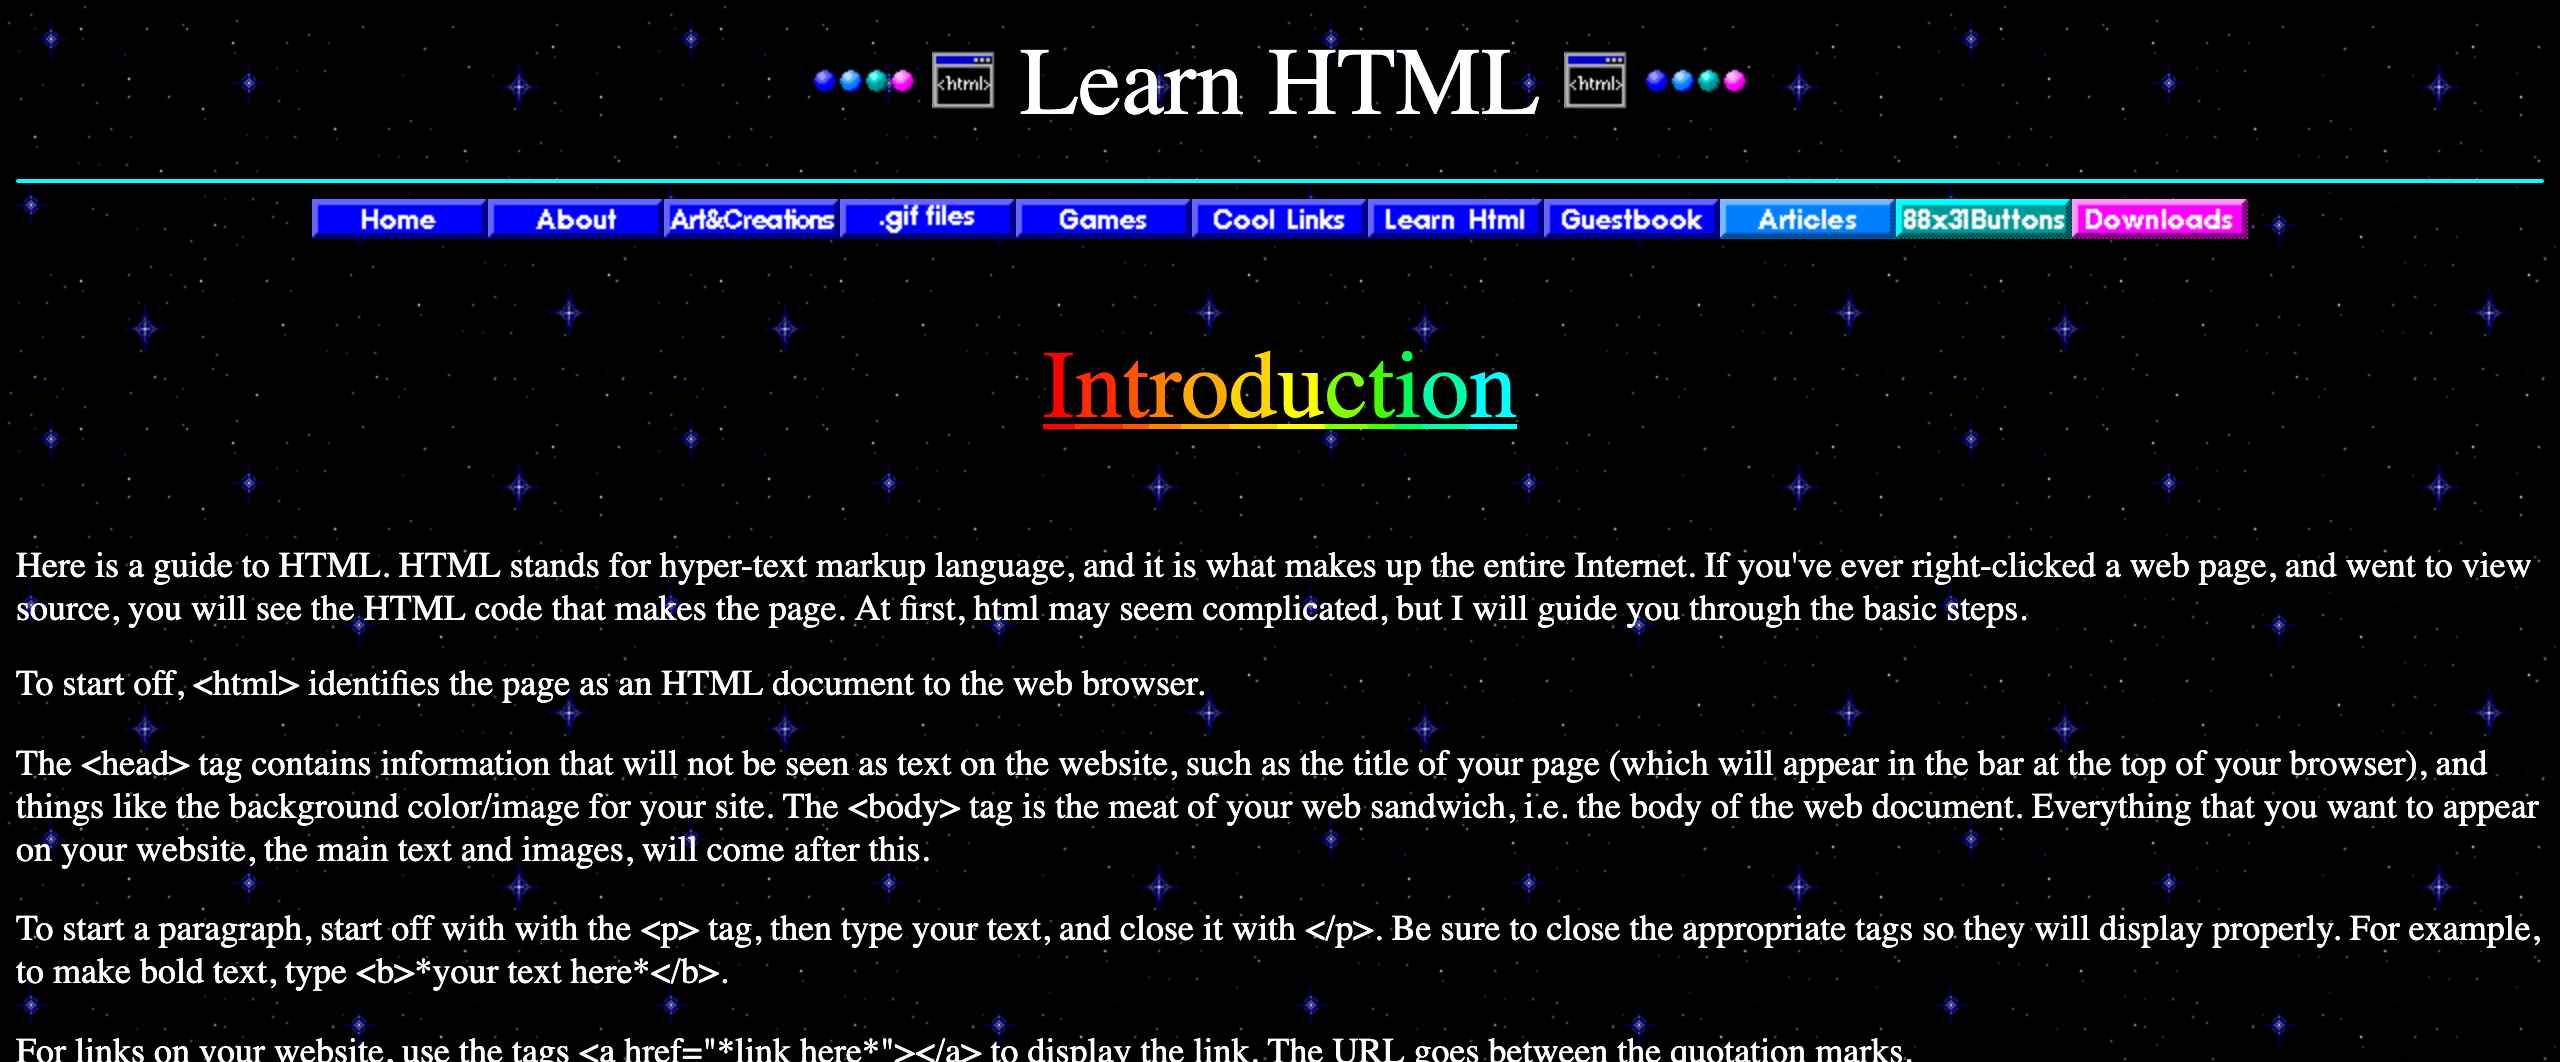 <html> Learn HTML <html>
Home About Art&Creations .gif files Games Cool Links Learn Html Guestbook Articles 88x31Buttons Downloads
Introduction
Here is a guide to HTML. HTML stands for hyper-text markup language, and it is what makes up the entire Internet. If you've ever right-clicked a web page, and went to view
source, you will see the HTML code that makes the page. At first, html may seem complicated, but I will guide you through the basic steps.
To start off, <html> identifies the page as an HTML document to the web browser.
The <head> tag contains information that will not be seen as text on the website, such as the title of your page (which will appear in the bar at the top of your browser), and
things like the background color/image for your site. The <body> tag is the meat of your web sandwich, i.e. the body of the web document. Everything that you want to appear
on your website, the main text and images, will come after this.
To start a paragraph, start off with with the <p> tag, then type your text, and close it with </p>. Be sure to close the appropriate tags so they will display properly. For example,
to make bold text, type <b>*your text here*</b>.
For links on your website, use the tags <a href="*link here*"></a> to display the link. The URL goes between the quotation marks.